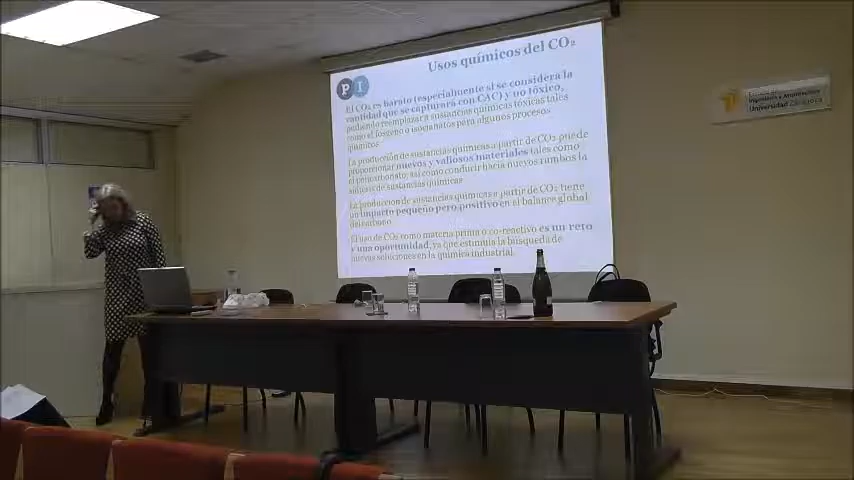 Usos químicos del CO₂
P I
El CO₂ es barato (especialmente si se considera la
cantidad que se capturará con CAC) y no tóxico,
pudiendo reemplazar a sustancias químicas tóxicas tales
como el fosgeno o isocianatos para algunos procesos
químicos
La producción de sustancias químicas a partir de CO₂ puede
proporcionar nuevos y valiosos materiales tales como
el policarbonato, así como conducir hacia nuevos rumbos la
de sustancias químicas
La producción de sustancias químicas a partir de CO₂ tiene
un impacto pequeño pero positivo en el balance global
del carbono
El uso de CO₂ como materia prima o co-reactivo es un reto
y una oportunidad, ya que estimula la búsqueda de
nuevas soluciones en la química industrial.
Ingeniería y Arquitectura
Universidad Zaragoza